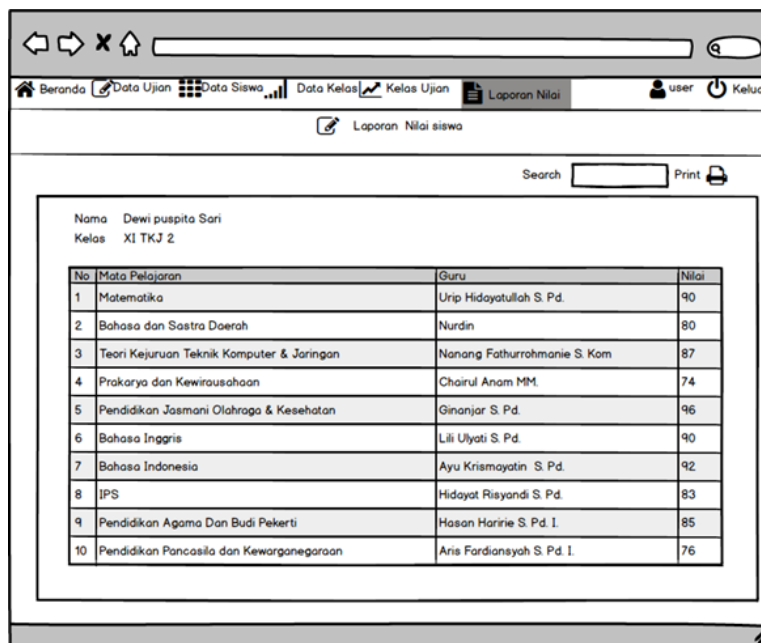 Beranda Data Ujian Data Siswa Data Kelas Kelas Ujian Laporan Nilai user
Laporan Nilai siswa
Search Print
Nama Dewi puspita Sari
Kelas XI TKJ 2
No Mata Pelajaran Guru Nilai
1 Matematika Urip Hidayatullah S. Pd. 90
2 Bahasa dan Sastra Daerah Nurdin 80
3 Teori Kejuruan Teknik Komputer & Jaringan Nanang Fathurrohmanie S. Kom 87
4 Prakarya dan Kewirausahaan Chairul Anam MM. 74
5 Pendidikan Jasmani Olahraga & Kesehatan Ginanjar S. Pd. 96
6 Bahasa Inggris Lili Ulyati S. Pd. 90
7 Bahasa Indonesia Ayu Krismayatin S. Pd. 92
8 IPS Hidayat Risyandi S. Pd. 83
9 Pendidikan Agama Dan Budi Pekerti Hasan Haririe S. Pd. I. 85
10 Pendidikan Pancasila dan Kewarganegaraan Aris Fardiansyah S. Pd. I. 76